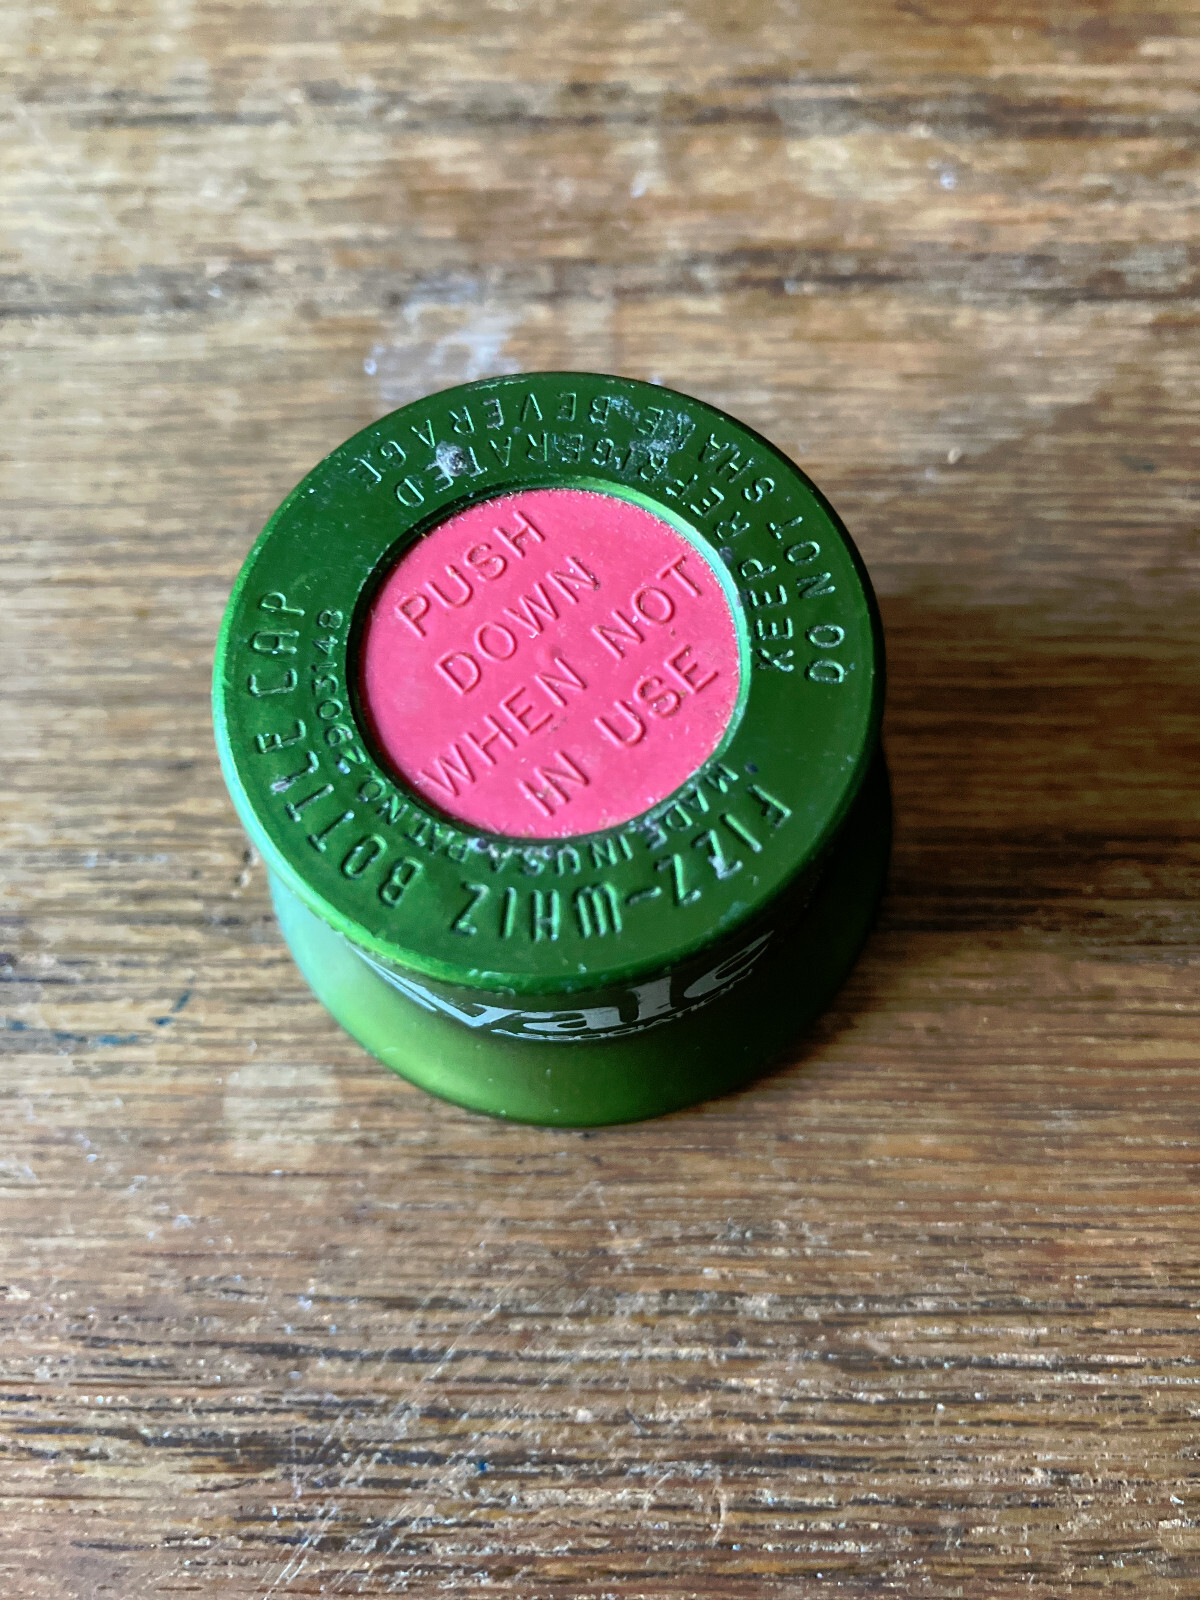 PUSH
DOWN
WHEN NOT
IN USE
DO NOT SHAKE BEVERAGE
KEEP REFRIGERATED
FIZZ-WHIZ BOTTLE CAP
MADE IN U.S.A. PAT. NO. 2903148
ASSOCIATION